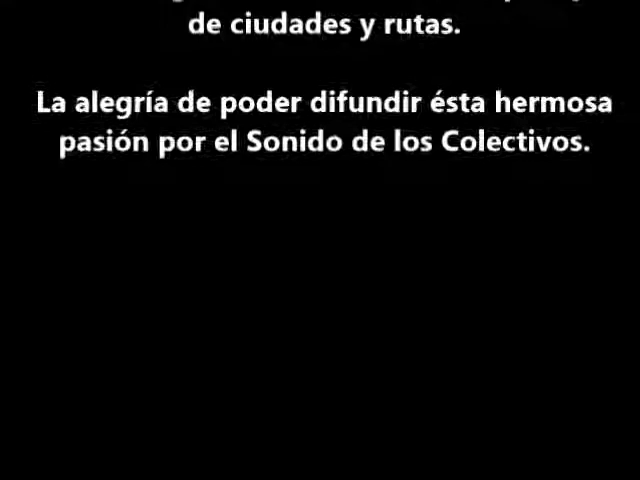 de ciudades y rutas.
La alegría de poder difundir ésta hermosa
pasión por el Sonido de los Colectivos.